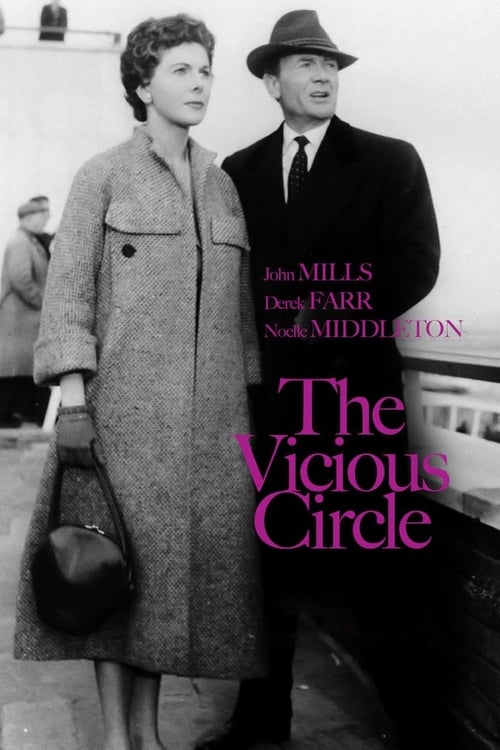 John MILLS
Derek FARR
Noelle MIDDLETON
The
Vicious
Circle